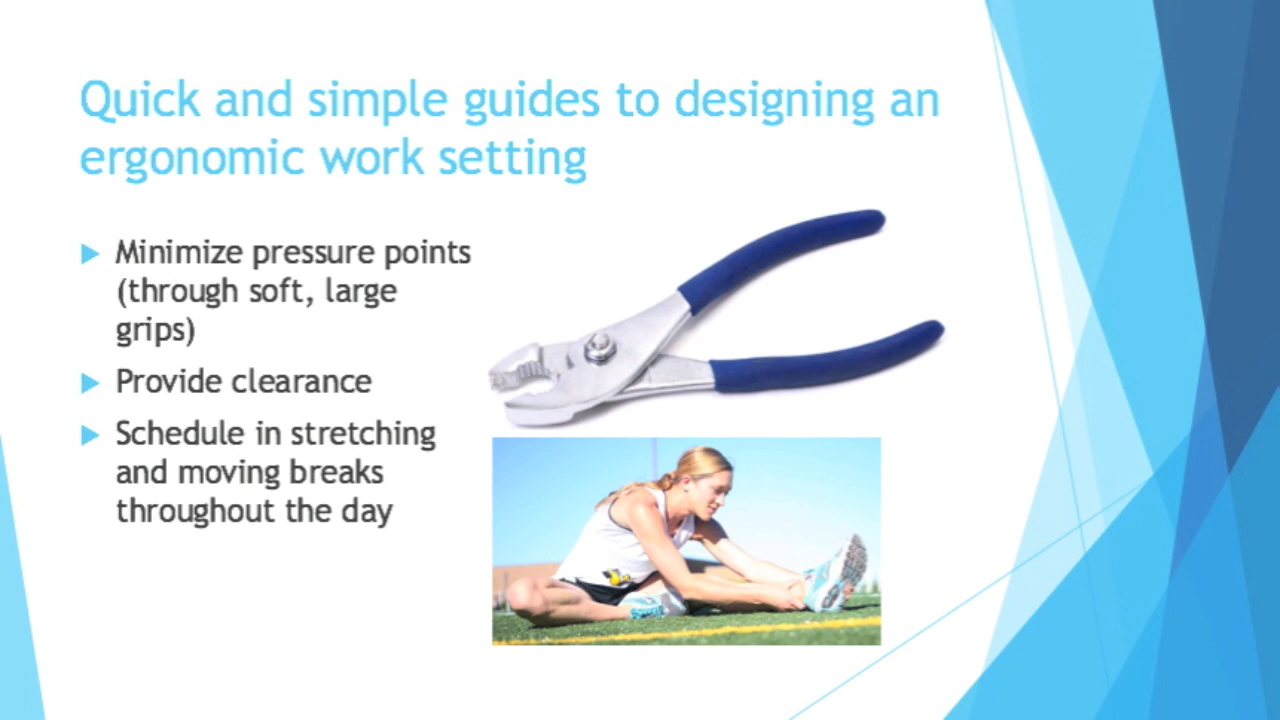 Quick and simple guides to designing an
ergonomic work setting
Minimize pressure points
(through soft, large
grips)
Provide clearance
Schedule in stretching
and moving breaks
throughout the day